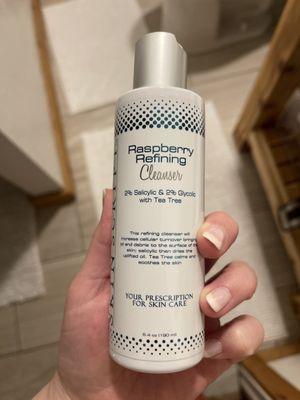 Raspberry
Refining
Cleanser
2% Salicylic & 2% Glycolic
with Tea Tree
This refining cleanser will
increase cellular turnover bringing
oil and debris to the surface of the
skin; salicylic then dries the
uplifted oil. Tea Tree calms and
soothes the skin
YOUR PRESCRIPTION
FOR SKIN CARE
6.4 oz (190 ml)